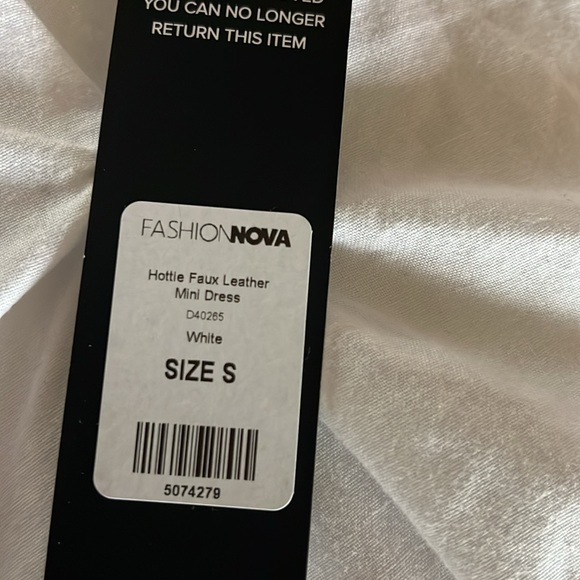 YOU CAN NO LONGER
RETURN THIS ITEM
FASHIONNOVA
Hottie Faux Leather
Mini Dress
D40265
White
SIZE S
5074279